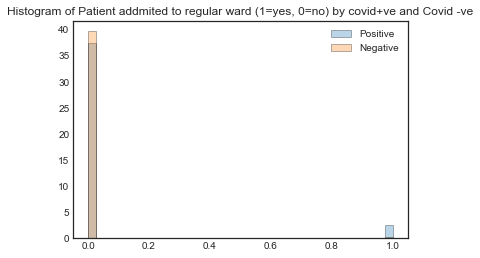 Histogram of Patient addmited to regular ward (1=yes, 0=no) by covid+ve and Covid -ve
40
35
30
25
20
15
10
5
0
Positive
Negative
0.0 0.2 0.4 0.6 0.8 1.0